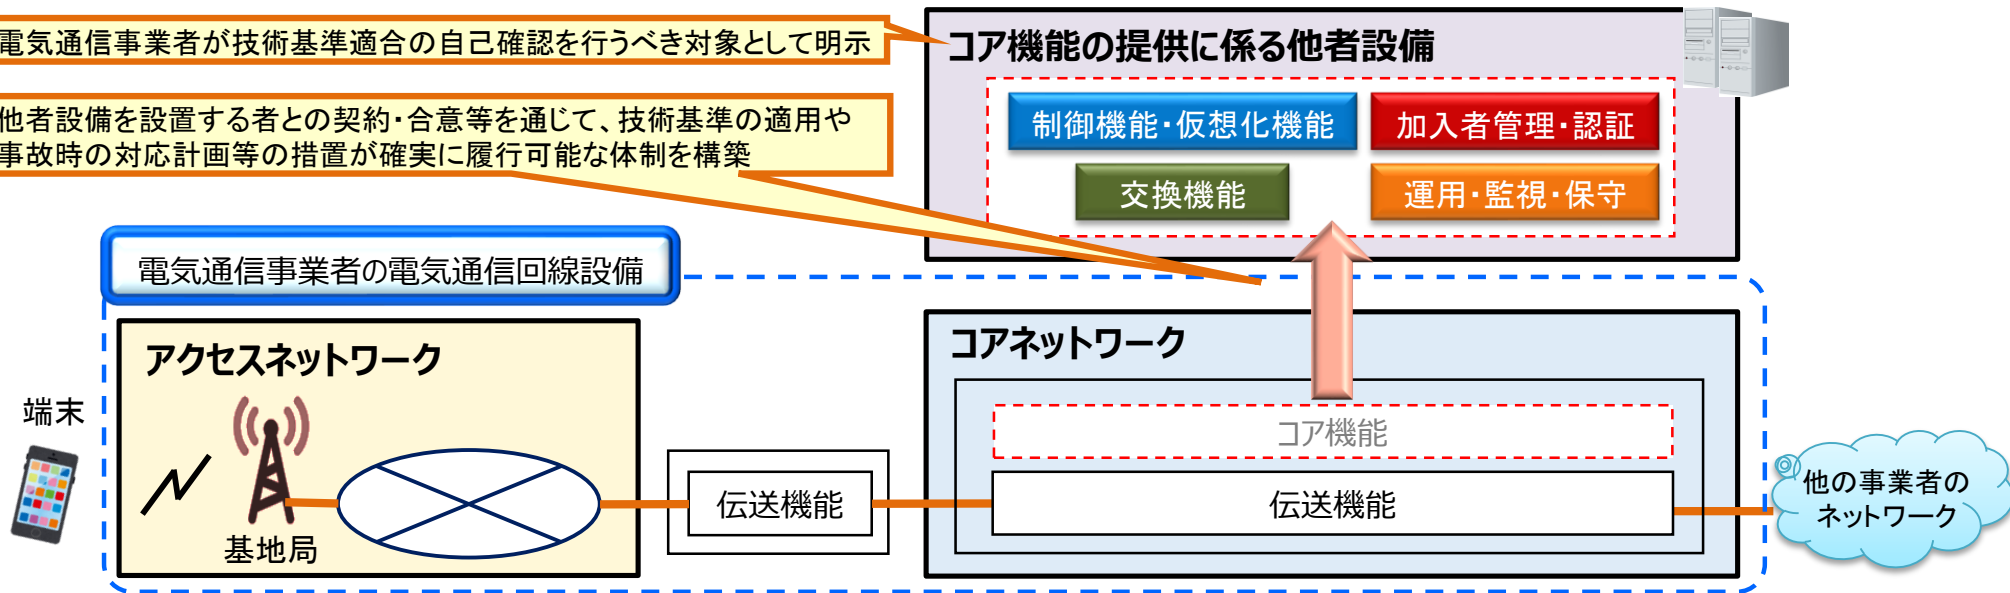 電気通信事業者が技術基準適合の自己確認を行うべき対象として明示
他者設備を設置する者との契約・合意等を通じて、技術基準の適用や
事故時の対応計画等の措置が確実に履行可能な体制を構築
コア機能の提供に係る他者設備
制御機能・仮想化機能
加入者管理・認証
交換機能
運用・監視・保守
電気通信事業者の電気通信回線設備
アクセスネットワーク
コアネットワーク
端末
基地局
伝送機能
コア機能
伝送機能
他の事業者の
ネットワーク